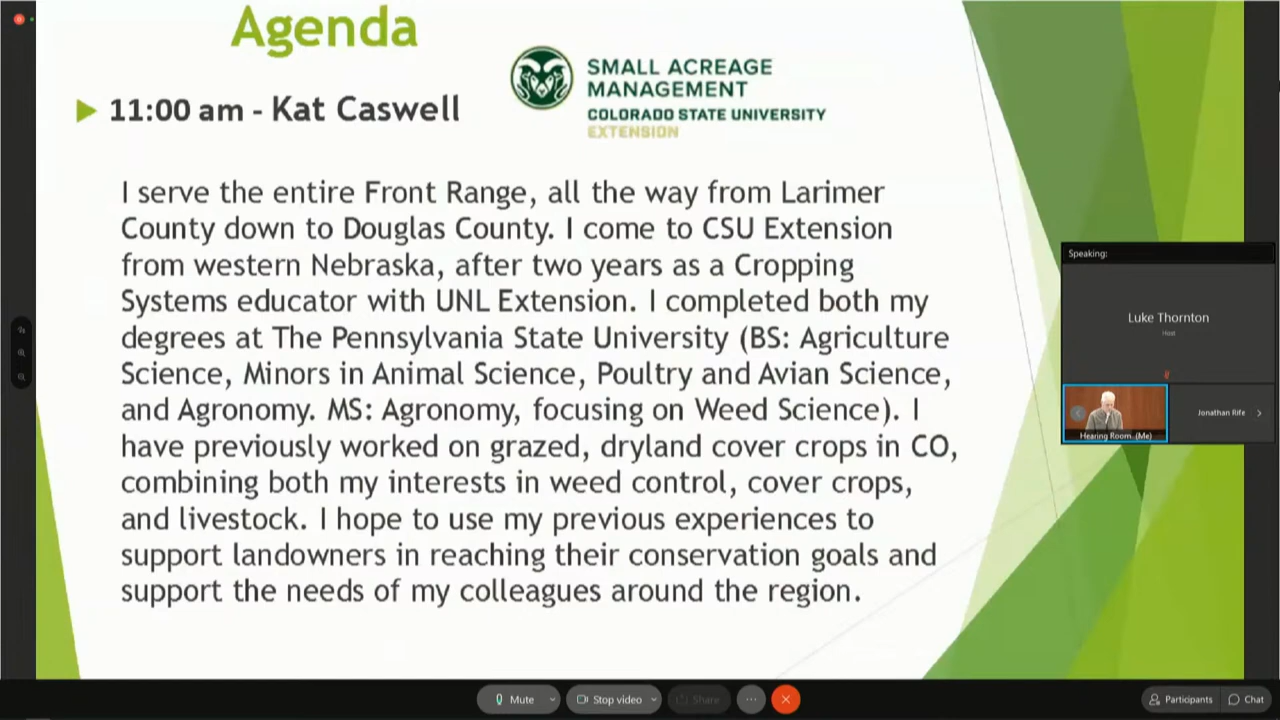 Agenda
11:00 am - Kat Caswell
SMALL ACREAGE
MANAGEMENT
COLORADO STATE UNIVERSITY
EXTENSION
I serve the entire Front Range, all the way from Larimer
County down to Douglas County. I come to CSU Extension
from western Nebraska, after two years as a Cropping
Systems educator with UNL Extension. I completed both my
degrees at The Pennsylvania State University (BS: Agriculture
Science, Minors in Animal Science, Poultry and Avian Science,
and Agronomy. MS: Agronomy, focusing on Weed Science). I
have previously worked on grazed, dryland cover crops in CO,
combining both my interests in weed control, cover crops,
and livestock. I hope to use my previous experiences to
support landowners in reaching their conservation goals and
support the needs of my colleagues around the region.
Speaking:
Luke Thornton
Host
Hearing Room (Me)
Jonathan Rife
Mute
Stop video
Share
Participants
Chat